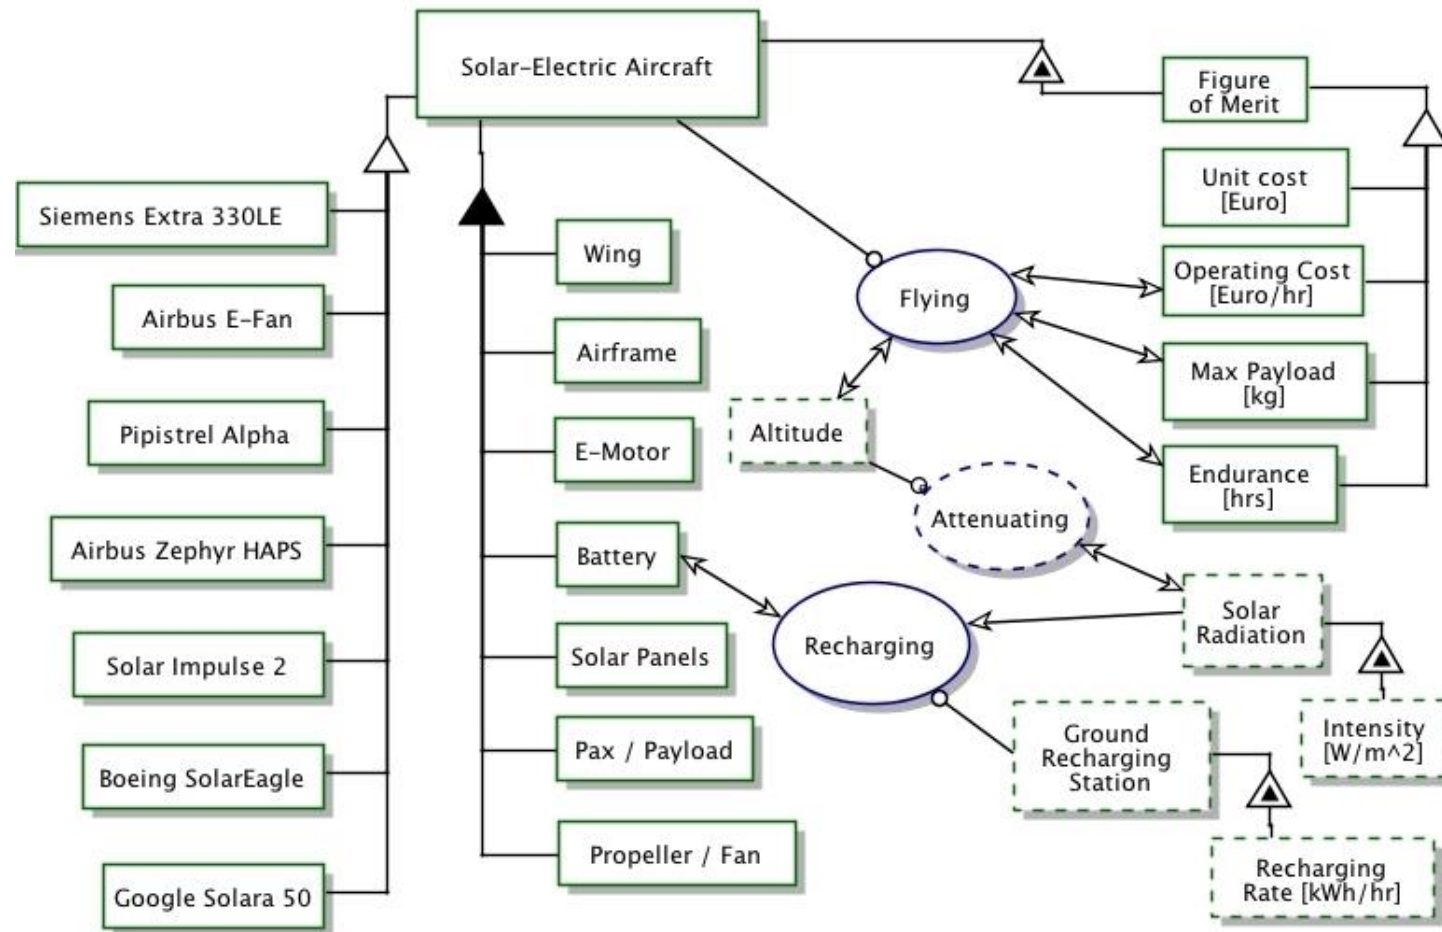 Solar-Electric Aircraft
Figure
of Merit
Unit cost
[Euro]
Siemens Extra 330LE
Wing
Operating Cost
[Euro/hr]
Flying
Airbus E-Fan
Airframe
Max Payload
[kg]
Pipistrel Alpha
E-Motor
Altitude
Endurance
[hrs]
Attenuating
Airbus Zephyr HAPS
Battery
Solar
Radiation
Solar Impulse 2
Solar Panels
Recharging
Ground
Recharging
Station
Intensity
[W/m^2]
Boeing SolarEagle
Pax / Payload
Propeller / Fan
Recharging
Rate [kWh/hr]
Google Solara 50